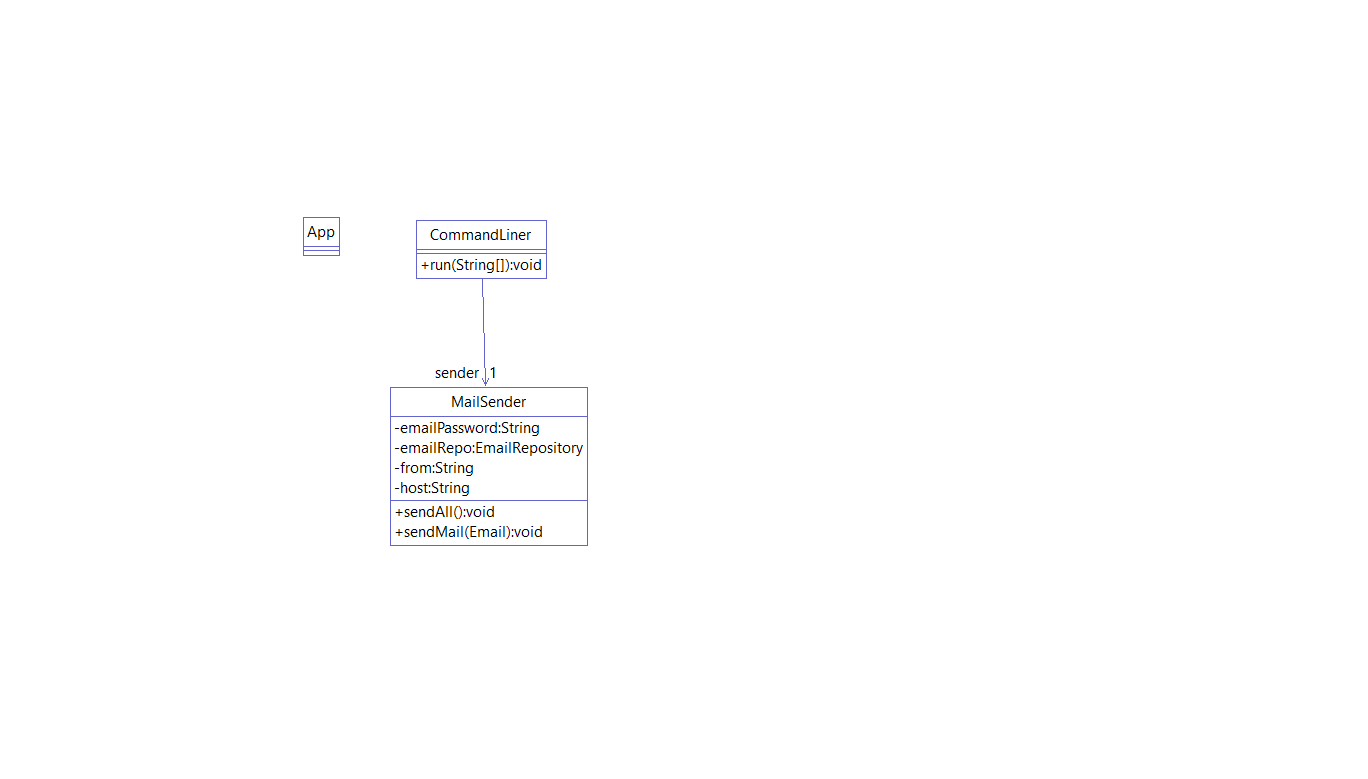 App
CommandLiner
+run(String[]):void
sender 1
MailSender
-emailPassword:String
-emailRepo:EmailRepository
-from:String
-host:String
+sendAll():void
+sendMail(Email):void